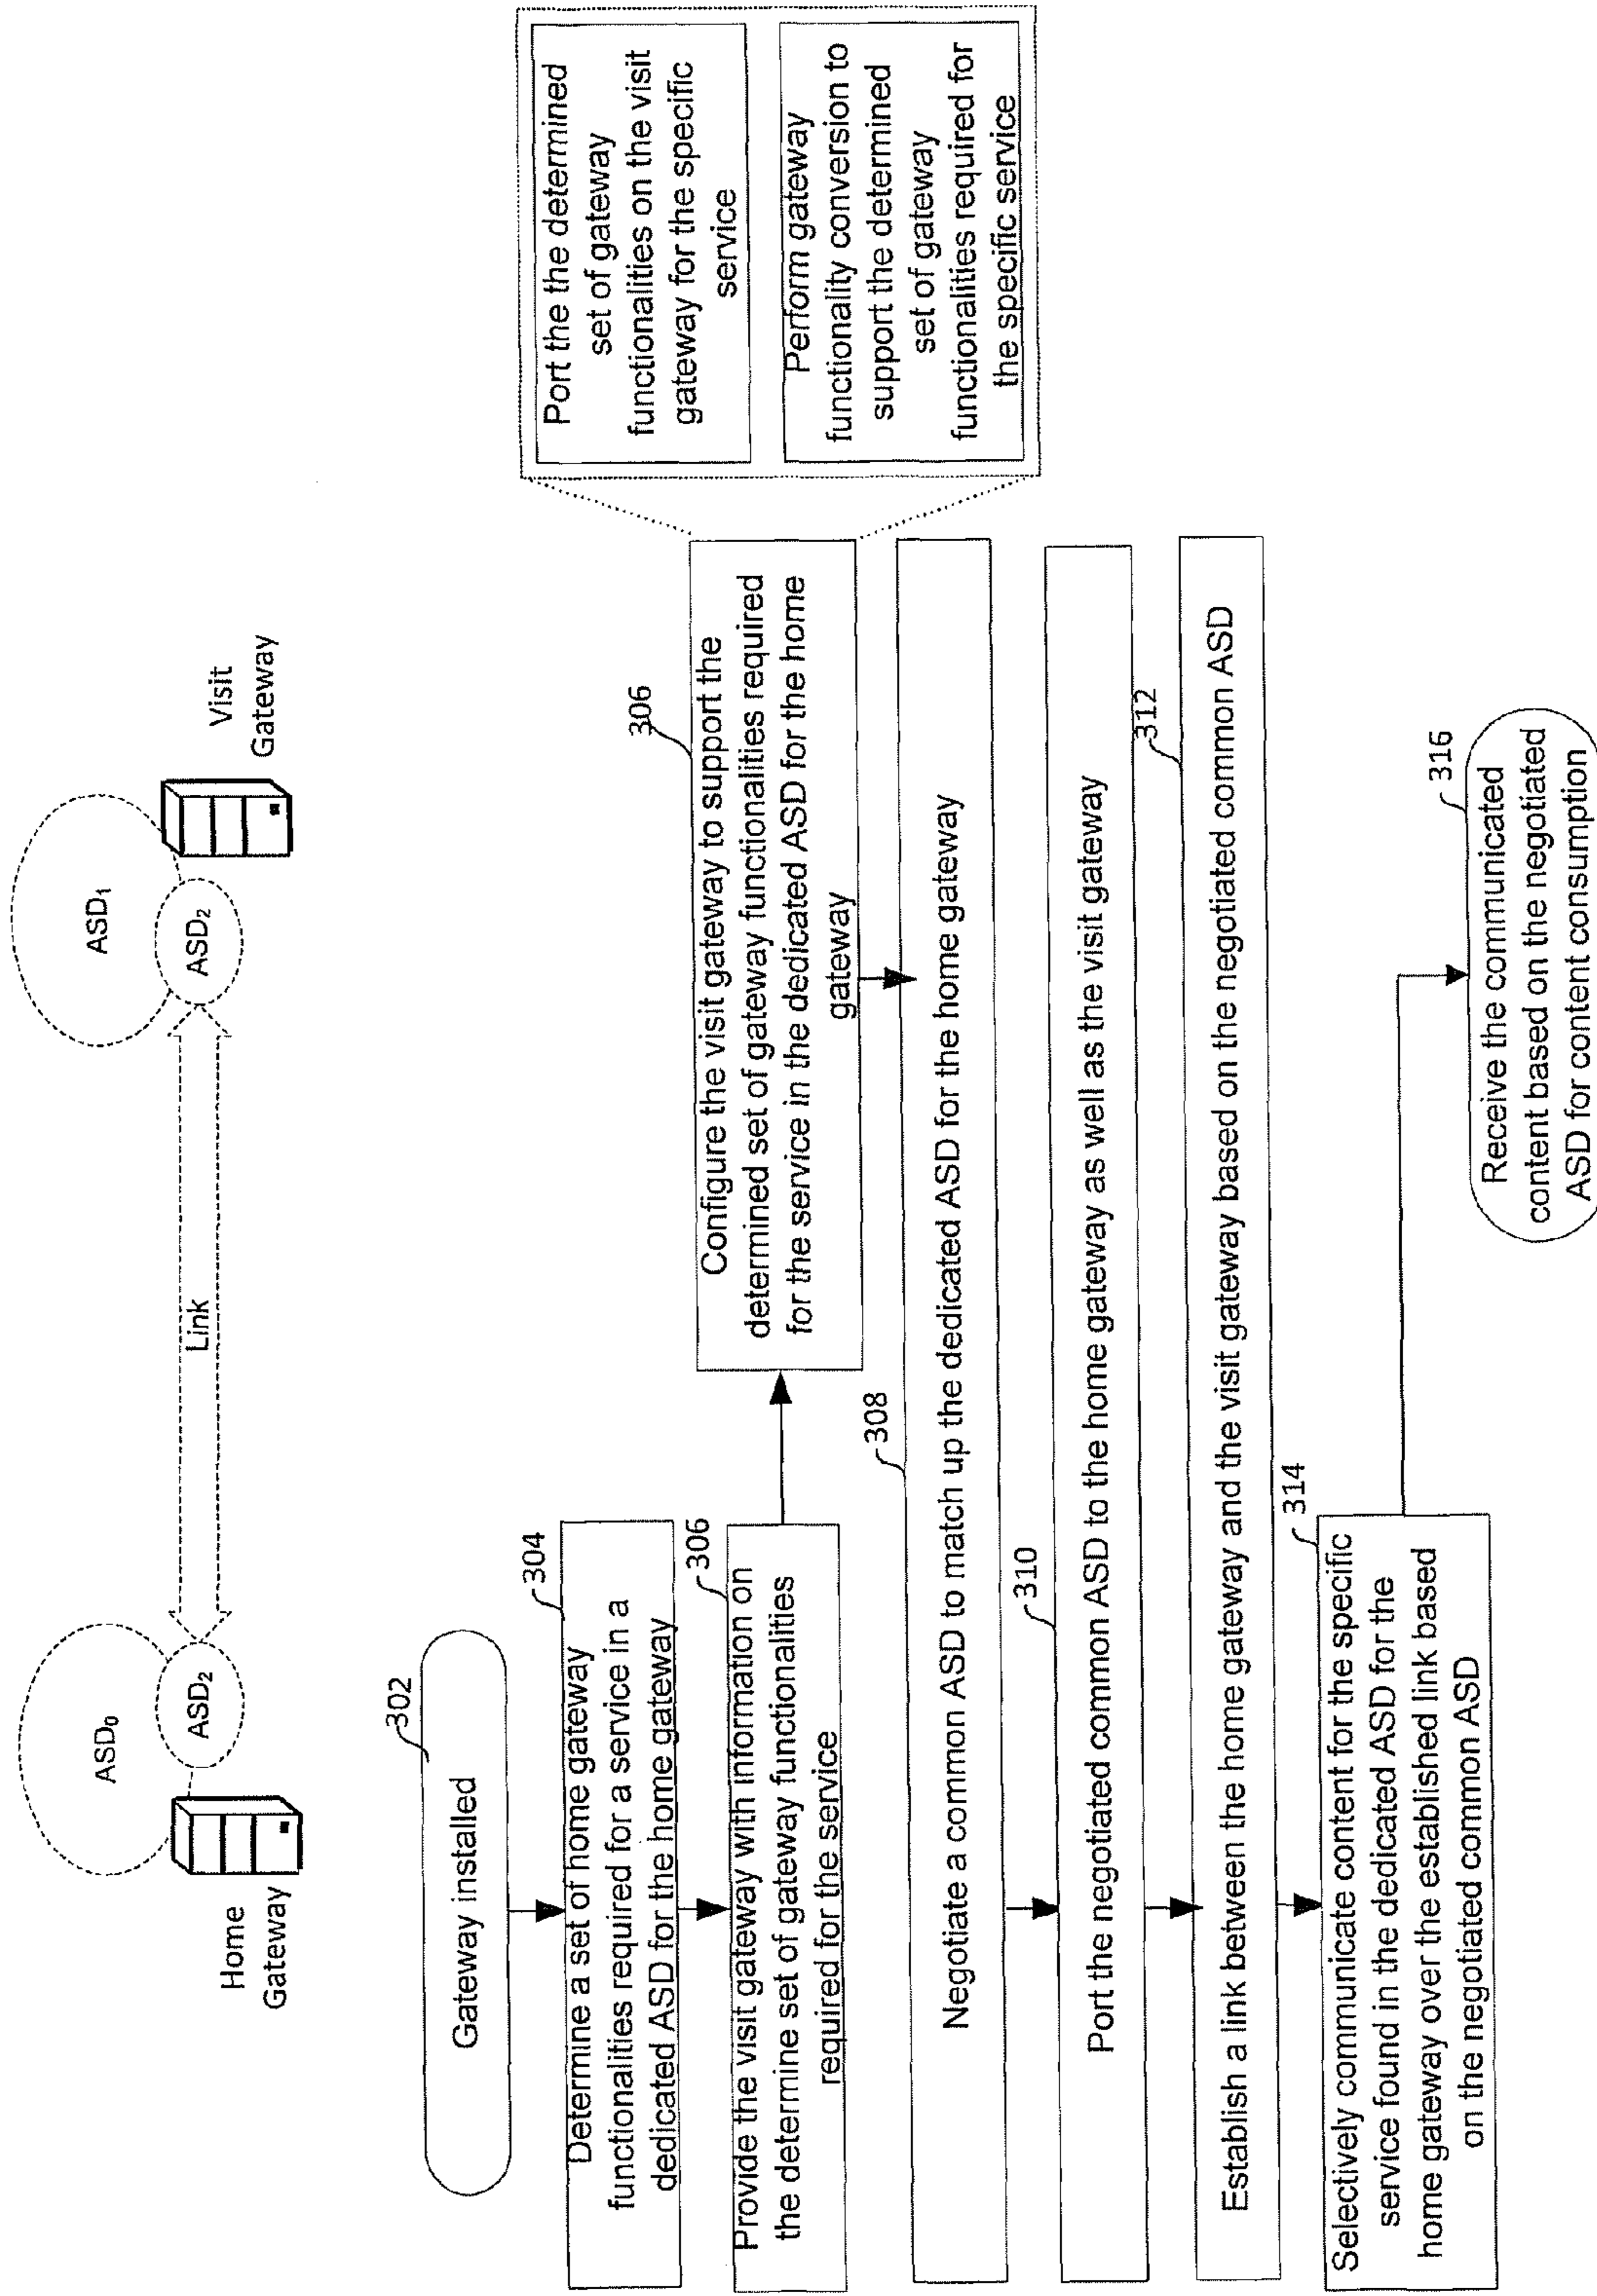 ASD₀
ASD₂
Link
ASD₁
ASD₂
Home
Gateway
Visit
Gateway
302
Gateway installed
304
Determine a set of home gateway
functionalities required for a service in a
dedicated ASD for the home gateway
306
Provide the visit gateway with information on
the determine set of gateway functionalities
required for the service
306
Configure the visit gateway to support the
determined set of gateway functionalities required
for the service in the dedicated ASD for the home
gateway
Port the the determined
set of gateway
functionalities on the visit
gateway for the specific
service
Perform gateway
functionality conversion to
support the determined
set of gateway
functionalities required for
the specific service
308
Negotiate a common ASD to match up the dedicated ASD for the home gateway
310
Port the negotiated common ASD to the home gateway as well as the visit gateway
312
Establish a link between the home gateway and the visit gateway based on the negotiated common ASD
314
Selectively communicate content for the specific
service found in the dedicated ASD for the
home gateway over the established link based
on the negotiated common ASD
316
Receive the communicated
content based on the negotiated
ASD for content consumption